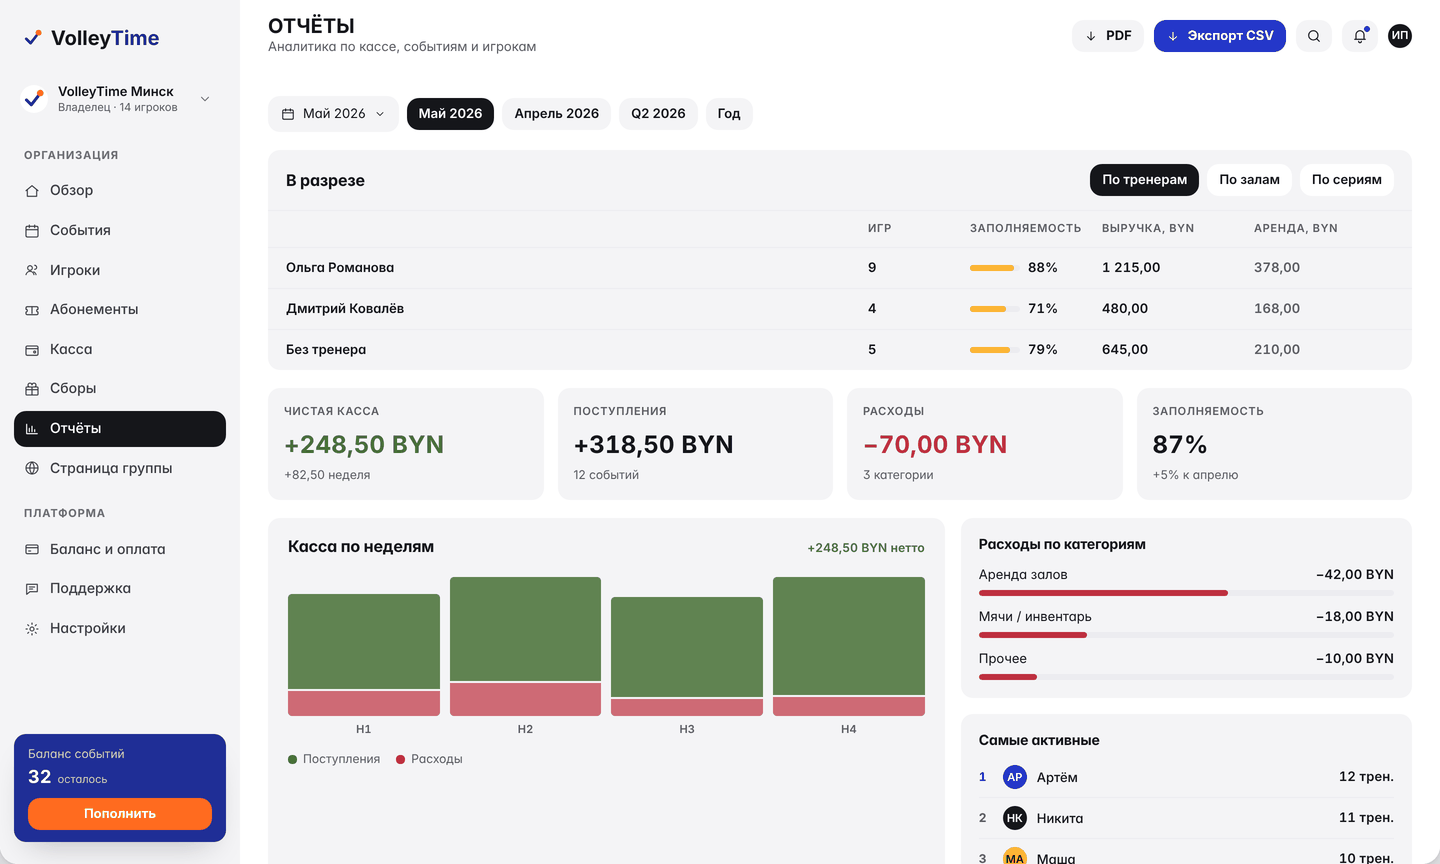 VolleyTime
VolleyTime Минск
Владелец · 14 игроков
ОРГАНИЗАЦИЯ
Обзор
События
Игроки
Абонементы
Касса
Сборы
Отчёты
Страница группы
ПЛАТФОРМА
Баланс и оплата
Поддержка
Настройки
Баланс событий
32 осталось
Пополнить
ОТЧЁТЫ
Аналитика по кассе, событиям и игрокам
PDF
Экспорт CSV
ИП
Май 2026
Май 2026
Апрель 2026
Q2 2026
Год
В разрезе
По тренерам
По залам
По сериям
ИГР ЗАПОЛНЯЕМОСТЬ ВЫРУЧКА, BYN АРЕНДА, BYN
Ольга Романова 9 88% 1 215,00 378,00
Дмитрий Ковалёв 4 71% 480,00 168,00
Без тренера 5 79% 645,00 210,00
ЧИСТАЯ КАССА
+248,50 BYN
+82,50 неделя
ПОСТУПЛЕНИЯ
+318,50 BYN
12 событий
РАСХОДЫ
−70,00 BYN
3 категории
ЗАПОЛНЯЕМОСТЬ
87%
+5% к апрелю
Касса по неделям
+248,50 BYN нетто
Н1 Н2 Н3 Н4
Поступления
Расходы
Расходы по категориям
Аренда залов −42,00 BYN
Мячи / инвентарь −18,00 BYN
Прочее −10,00 BYN
Самые активные
1 АР Артём 12 трен.
2 НК Никита 11 трен.
3 МА Маша 10 трен.